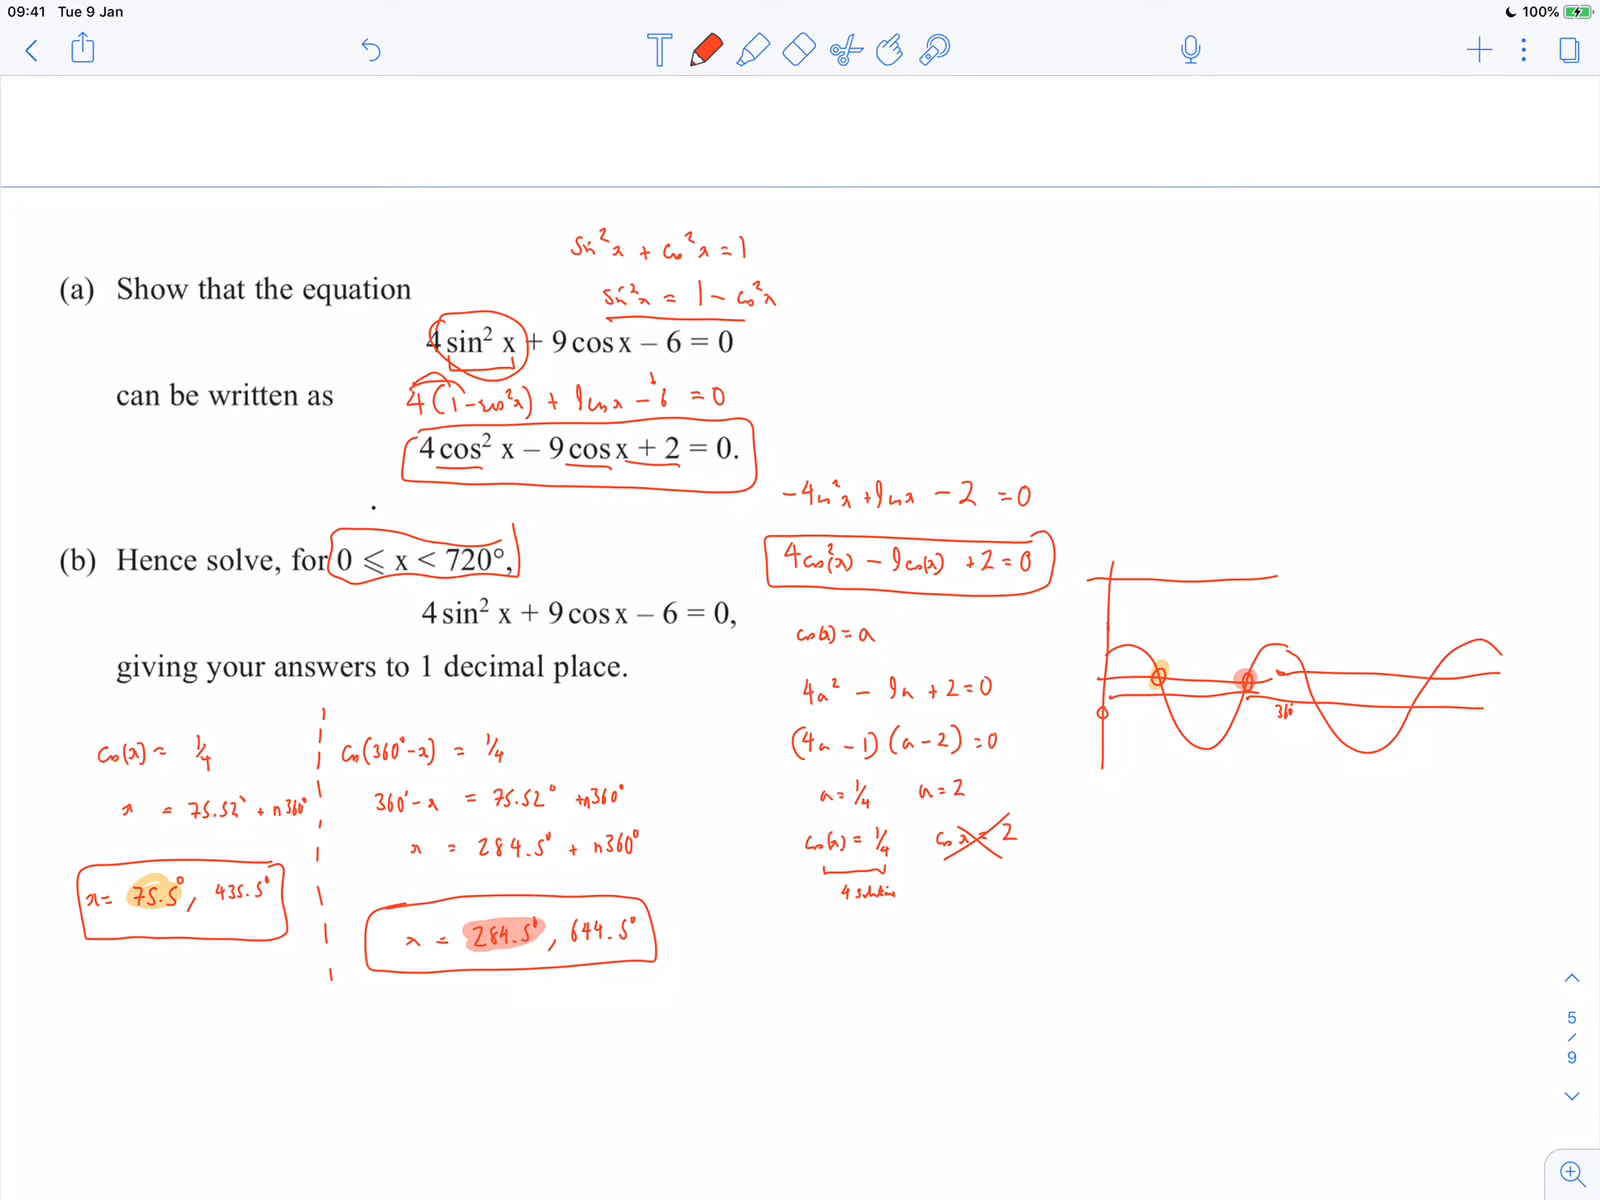 09:41 Tue 9 Jan
100%
sin²x + cos²x = 1
(a) Show that the equation
sin²x = 1 - cos²x
4 sin² x + 9 cos x – 6 = 0
can be written as
4(1-cos²x) + 9cosx - 6 = 0
4 cos² x – 9 cos x + 2 = 0.
-4cos²x + 9cosx - 2 = 0
(b) Hence solve, for 0 ⩽ x < 720°,
4cos²(x) - 9cos(x) + 2 = 0
4 sin² x + 9 cos x – 6 = 0,
cos(x) = a
giving your answers to 1 decimal place.
4a² - 9a + 2 = 0
360°
(4a - 1)(a - 2) = 0
cos(x) = 1/4
cos(360° - x) = 1/4
a = 1/4 a = 2
x = 75.52° + n360°
360° - x = 75.52° + n360°
cos(x) = 1/4 cos x = 2
x = 284.5° + n360°
4 solutions
x = 75.5°, 435.5°
x = 284.5°, 644.5°
5
/
9